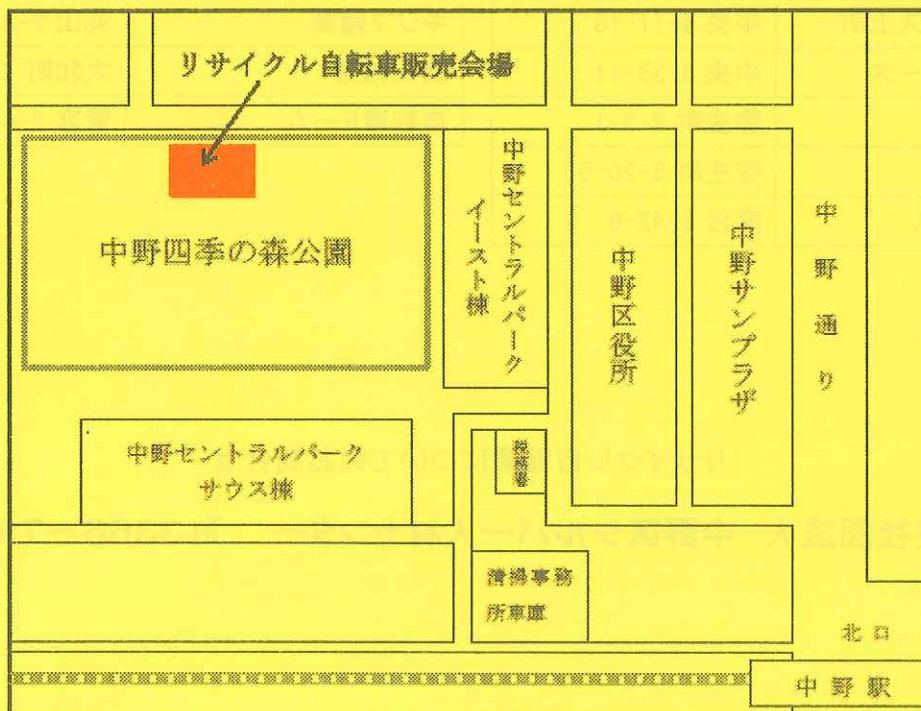 リサイクル自転車販売会場
中野四季の森公園
中野セントラルパーク
イースト棟
中野区役所
中野サンプラザ
中野通り
中野セントラルパーク
サウス棟
税務署
清掃事務
所車庫
北口
中野駅